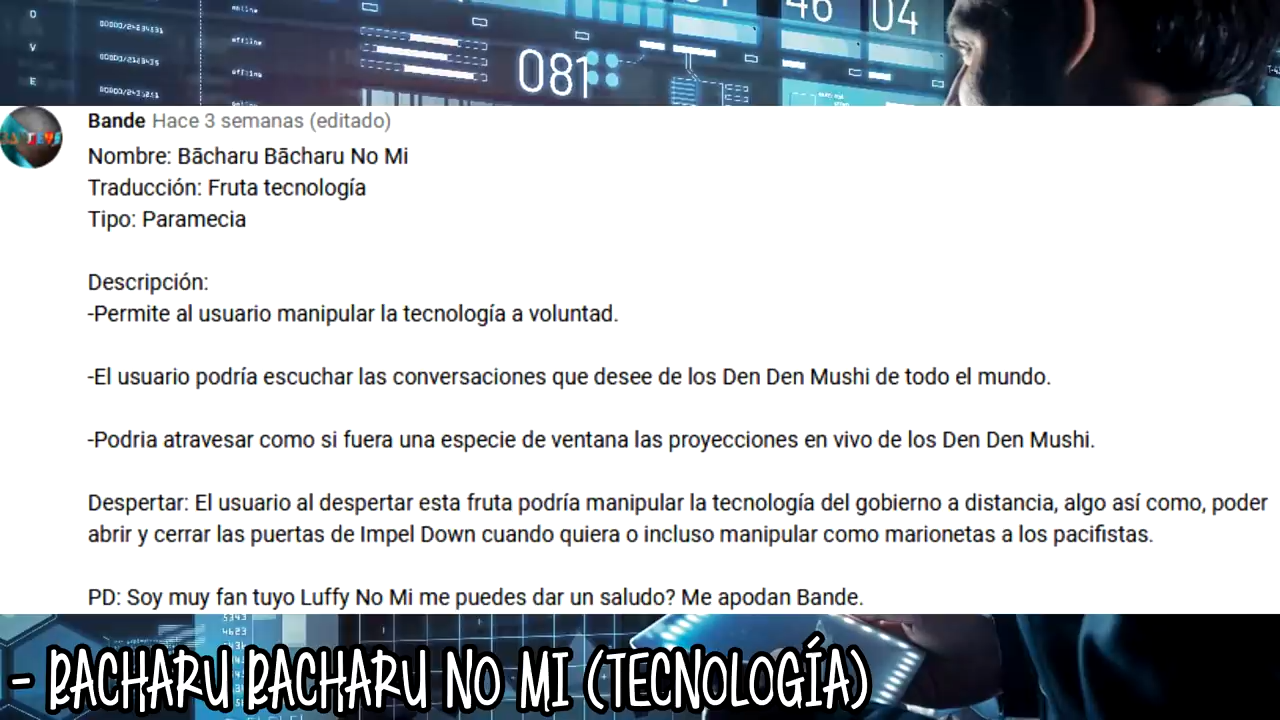 0
V
E
081
46
04
Bande Hace 3 semanas (editado)
Nombre: Bācharu Bācharu No Mi
Traducción: Fruta tecnología
Tipo: Paramecia
Descripción:
-Permite al usuario manipular la tecnología a voluntad.
-El usuario podría escuchar las conversaciones que desee de los Den Den Mushi de todo el mundo.
-Podria atravesar como si fuera una especie de ventana las proyecciones en vivo de los Den Den Mushi.
Despertar: El usuario al despertar esta fruta podría manipular la tecnología del gobierno a distancia, algo así como, poder
abrir y cerrar las puertas de Impel Down cuando quiera o incluso manipular como marionetas a los pacifistas.
PD: Soy muy fan tuyo Luffy No Mi me puedes dar un saludo? Me apodan Bande.
- BACHARU BACHARU NO MI (TECNOLOGÍA)